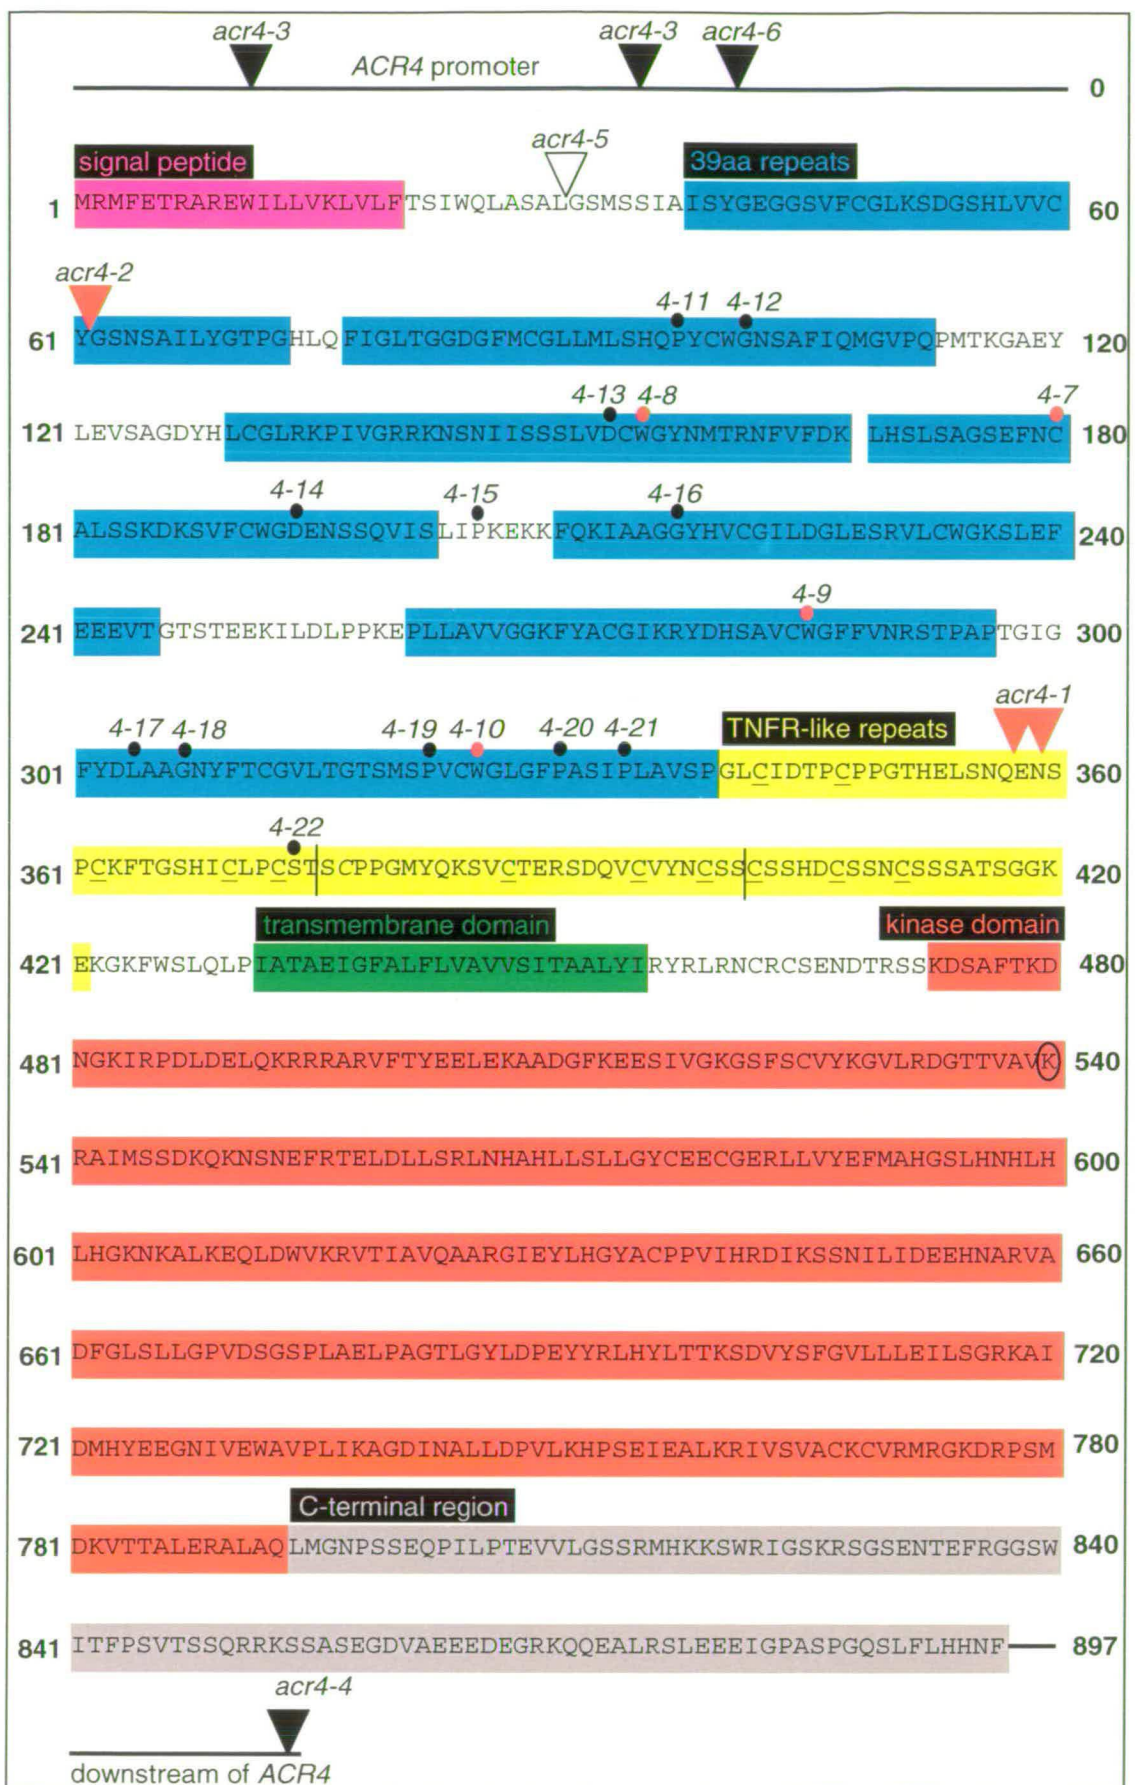 acr4-3 acr4-3 acr4-6
ACR4 promoter
0
signal peptide acr4-5 39aa repeats
1 MRMFETRAREWILLVKLVLFTSIWQLASALGSMSSIAISYGEGGSVFCGLKSDGSHLVVC 60
acr4-2
4-11 4-12
61 YGSNSAILYGTPGHLQFIGLTGGDGFMCGLLMLSHQPYCWGNSAFIQMGVPQPMTKGAEY 120
4-13 4-8 4-7
121 LEVSAGDYHLCGLRKPIVGRRKNSNIISSSLVDCWGYNMTRNFVFDK LHSLSAGSEFNC 180
4-14 4-15 4-16
181 ALSSKDKSVFCWGDENSSQVISLIPKEKKFQKIAAGGYHVCGILDGLESRVLCWGKSLEF 240
4-9
241 EEEVTGTSTEEKILDLPPKEPLLAVVGGKFYACGIKRYDHSAVCWGFFVNRSTPAPTGIG 300
4-17 4-18 4-19 4-10 4-20 4-21 TNFR-like repeats acr4-1
301 FYDLAAGNYFTCGVLTGTSMSPVCWGLGFPASIPLAVSPGLCIDTPCPPGTHELSNQENS 360
4-22
361 PCKFTGSHICLPCSTSCPPGMYQKSVCTERSDQVCVYNCSSCSSHDCSSNCSSSATSGGK 420
transmembrane domain kinase domain
421 EKGKFWSLQLPIATAEIGFALFLVAVVSITAALYIRYRLRNCRCSENDTRSSKDSAFTKD 480
481 NGKIRPDLDELQKRRRARVFTYEELEKAADGFKEESIVGKGSFSCVYKGVLRDGTTVAVK 540
541 RAIMSSDKQKNSNEFRTELDLLSRLNHAHLLSLLGYCEECGERLLVYEFMAHGSLHNHLH 600
601 LHGKNKALKEQLDWVKRVTIAVQAARGIEYLHGYACPPVIHRDIKSSNILIDEEHNARVA 660
661 DFGLSLLGPVDSGSPLAELPAGTLGYLDPEYYRLHYLTTKSDVYSFGVLLLEILSGRKAI 720
721 DMHYEEGNIVEWAVPLIKAGDINALLDPVLKHPSEIEALKRIVSVACKCVRMRGKDRPSM 780
C-terminal region
781 DKVTTALERALAQLMGNPSSEQPILPTEVVLGSSRMHKKSWRIGSKRSGSENTEFRGGSW 840
841 ITFPSVTSSQRRKSSASEGDVAEEEDEGRKQQEALRSLEEEIGPASPGQSLFLHHNF 897
acr4-4
downstream of ACR4